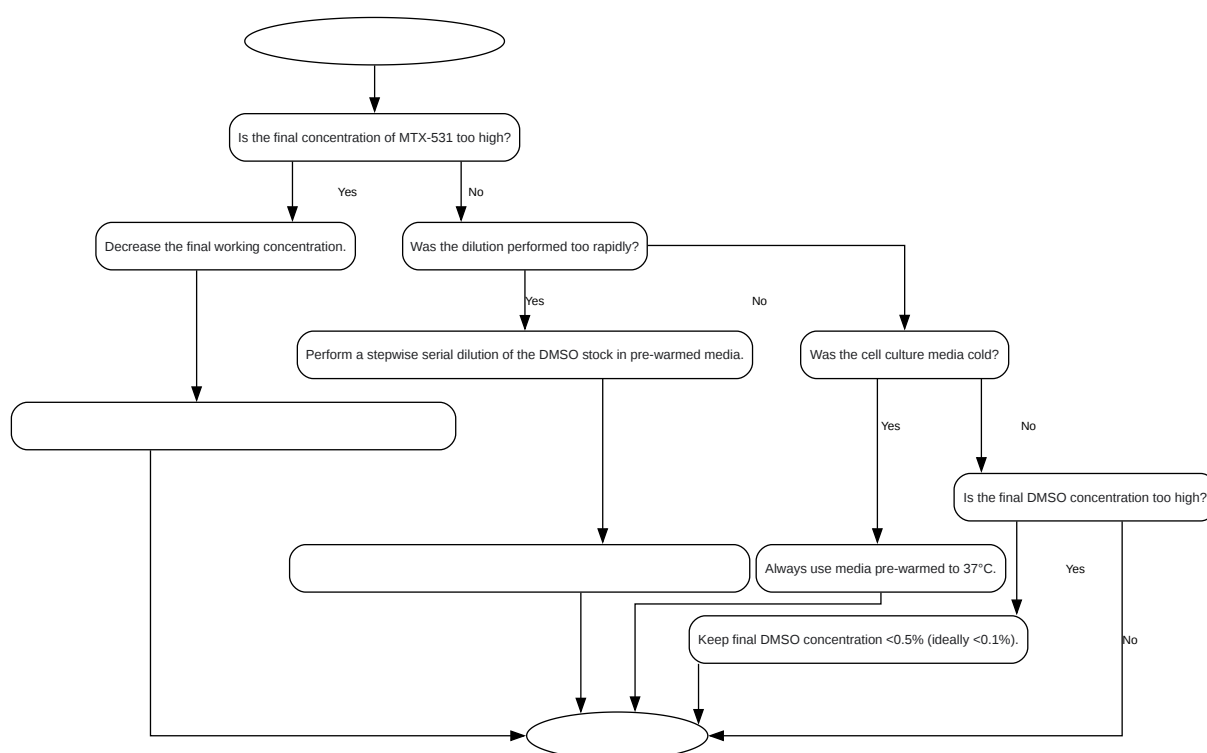 Is the final concentration of MTX-531 too high?
Yes
No
Decrease the final working concentration.
Was the dilution performed too rapidly?
Yes
No
Perform a stepwise serial dilution of the DMSO stock in pre-warmed media.
Was the cell culture media cold?
Yes
No
Is the final DMSO concentration too high?
Always use media pre-warmed to 37°C.
Yes
Keep final DMSO concentration <0.5% (ideally <0.1%).
No